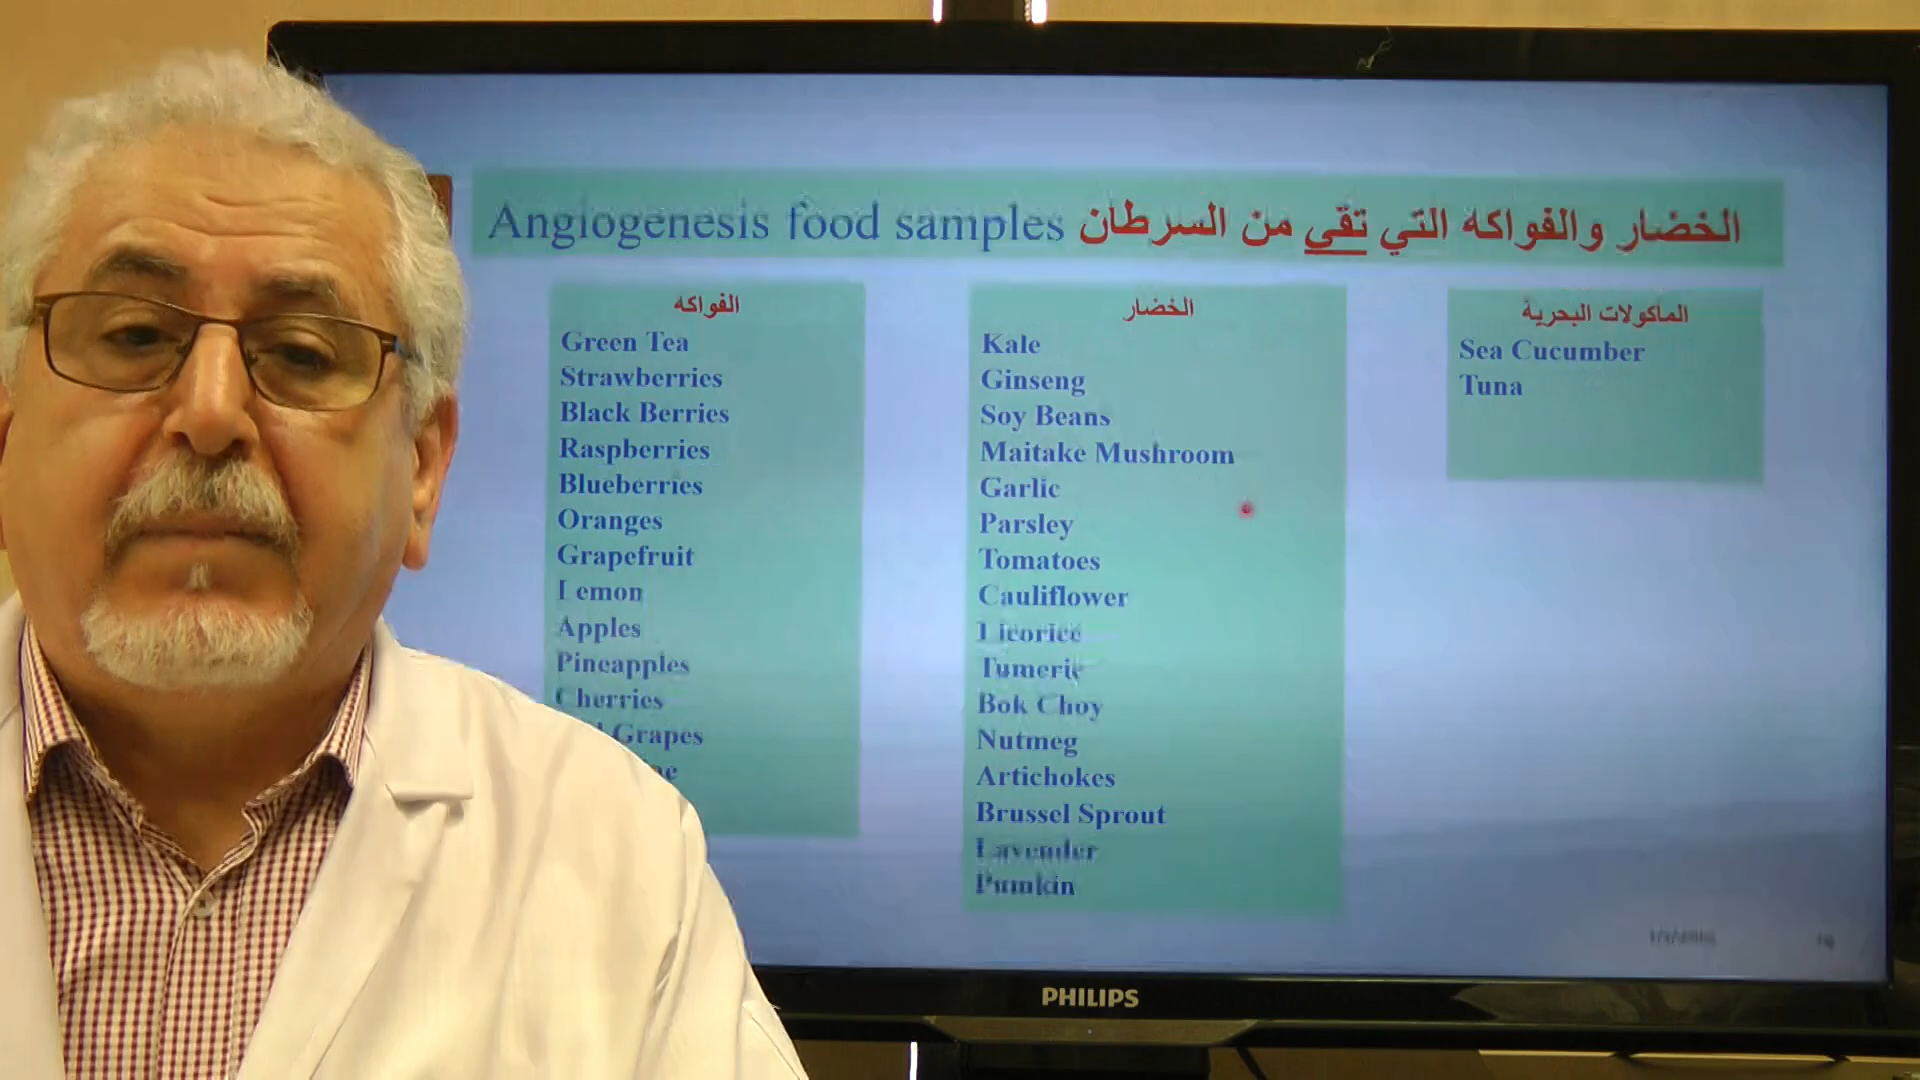 Angiogenesis food samples الخضار والفواكه التي تقي من السرطان
الفواكه
Green Tea
Strawberries
Black Berries
Raspberries
Blueberries
Oranges
Grapefruit
Lemon
Apples
Pineapples
Cherries
Grapes
الخضار
Kale
Ginseng
Soy Beans
Maitake Mushroom
Garlic
Parsley
Tomatoes
Cauliflower
Licorice
Tumeric
Bok Choy
Nutmeg
Artichokes
Brussel Sprout
Lavender
Pumkin
الماكولات البحرية
Sea Cucumber
Tuna
PHILIPS